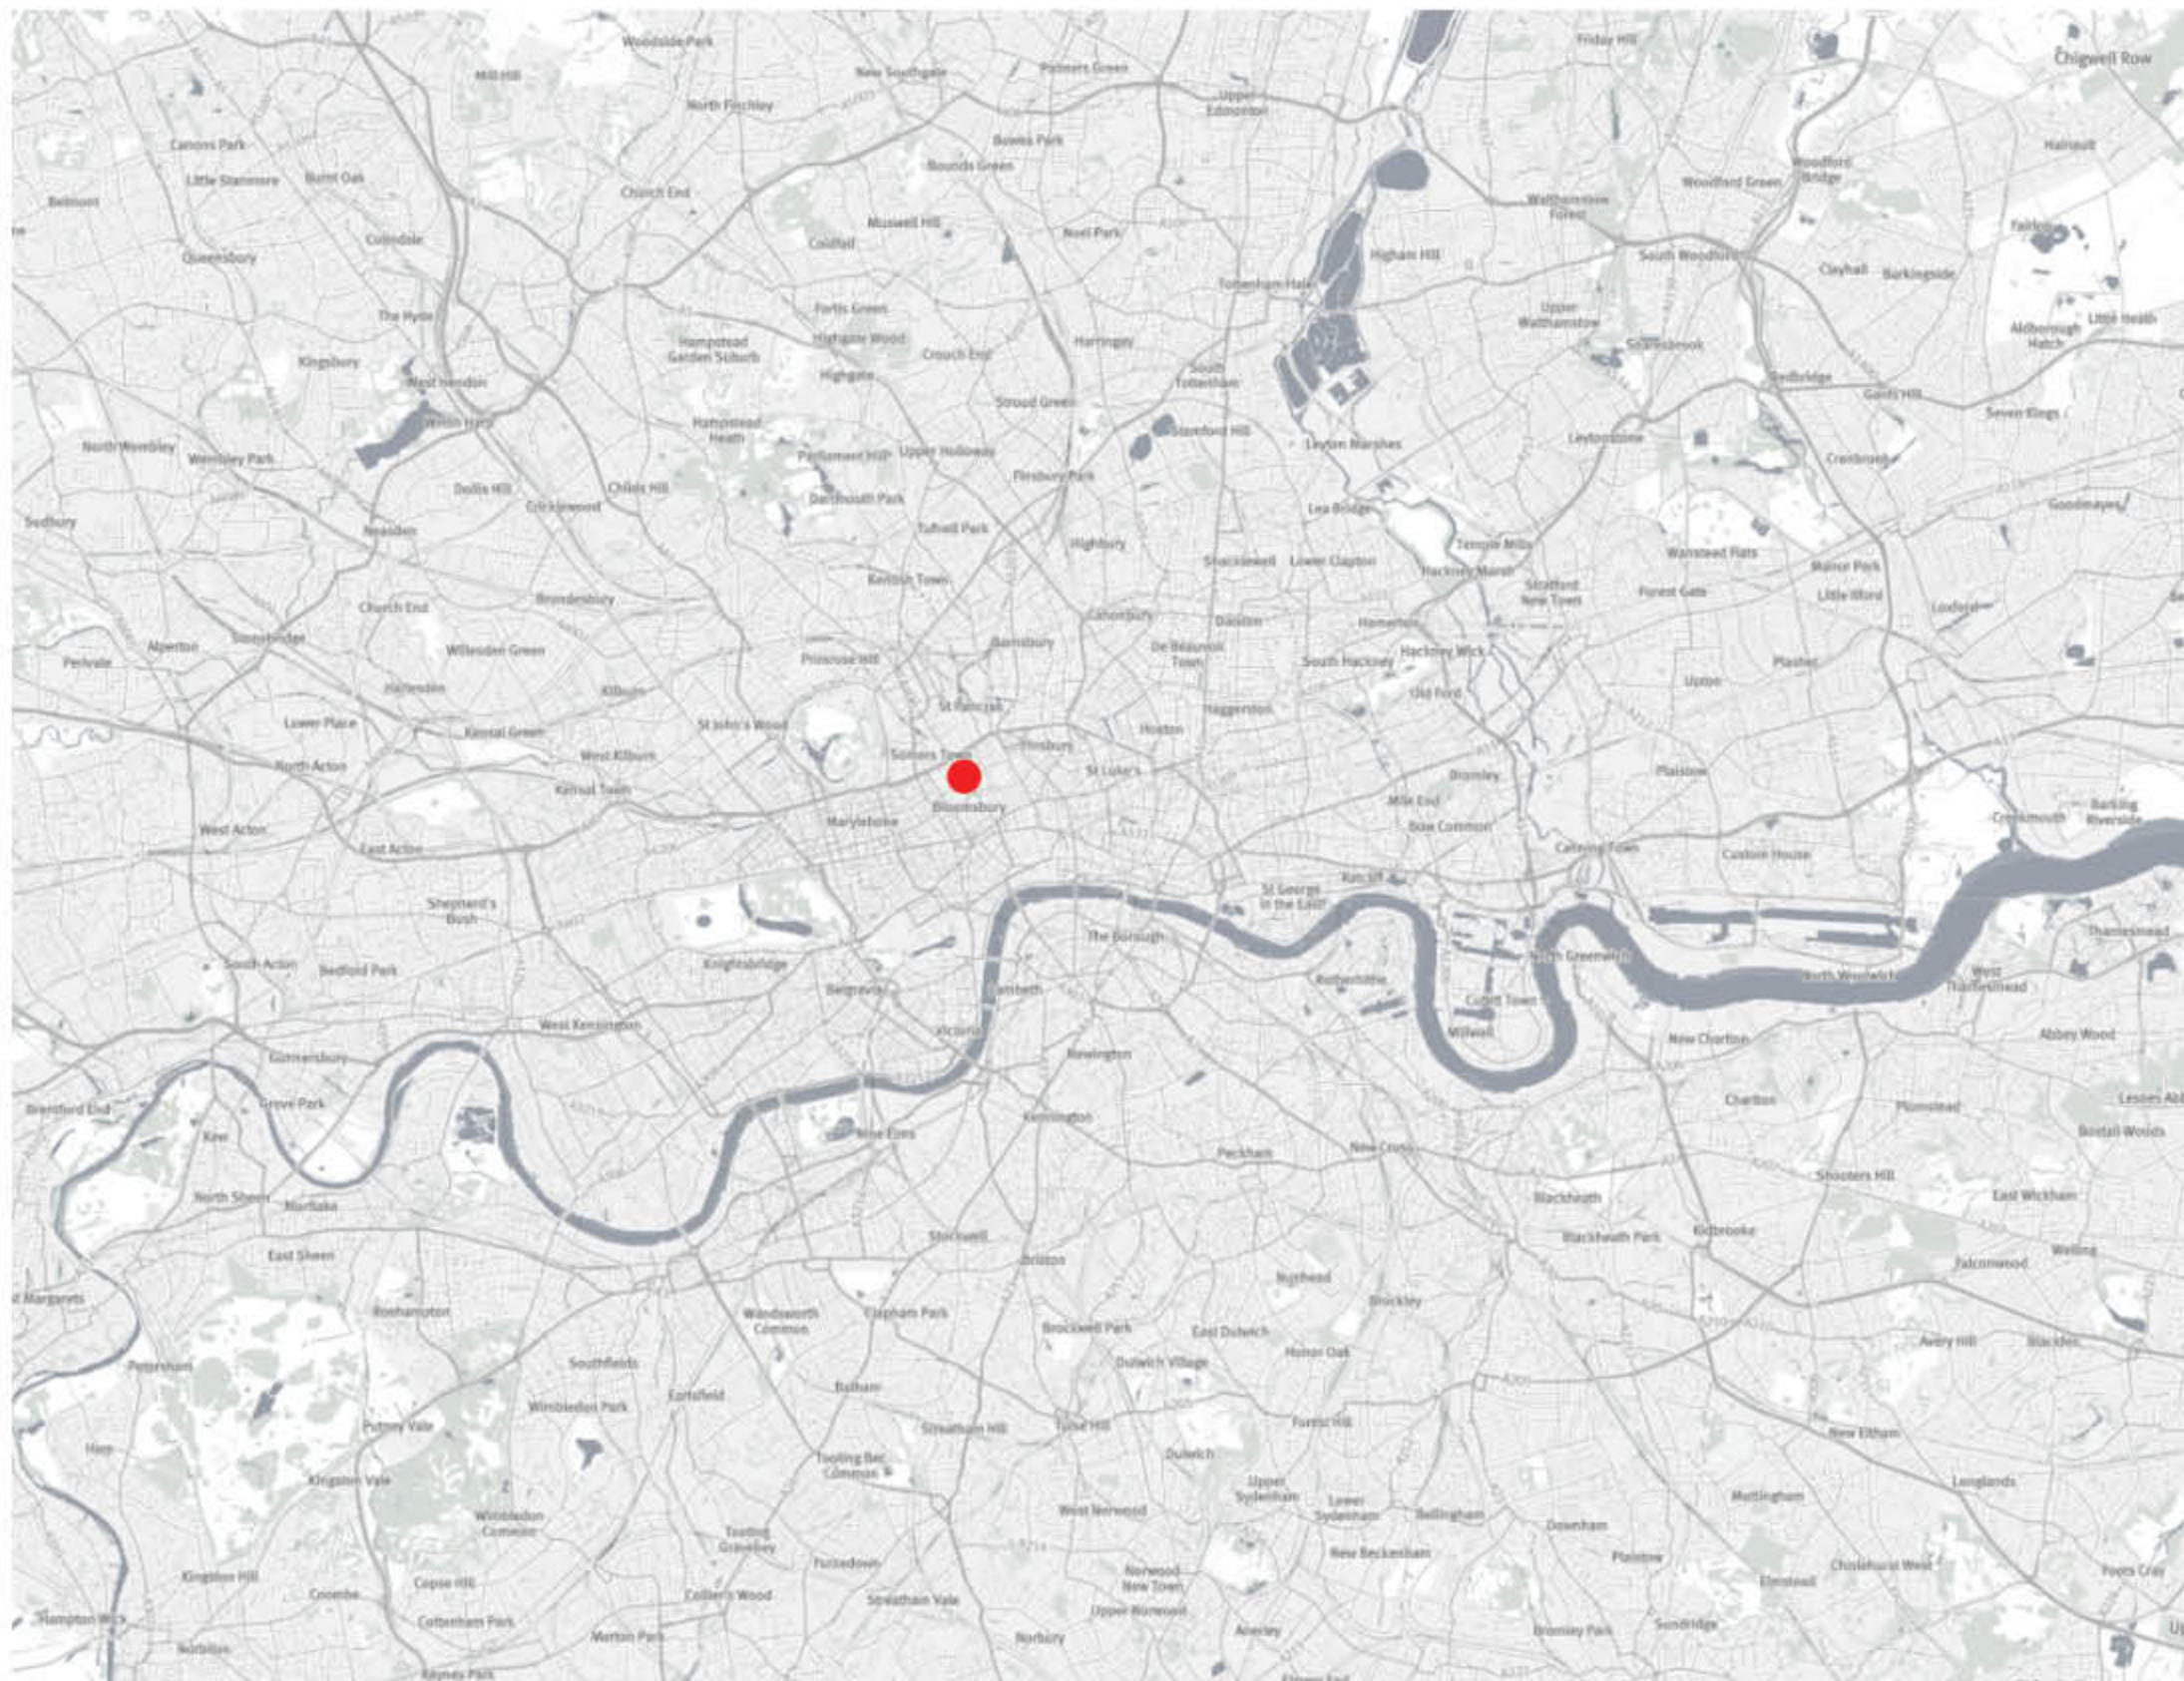 Woodside Park
Friday Hill
Chigwell Row
Mill Hill
New Southgate
Palmers Green
North Finchley
Upper
Edmonton
Canons Park
Bowes Park
Hainault
Bounds Green
Woodford
Bridge
Little Stanmore
Burnt Oak
Church End
Woodford Green
Belmont
Walthamstow
Forest
Muswell Hill
Noel Park
Colindale
Coldfall
Fairlop
Queensbury
Higham Hill
South Woodford
Clayhall
Barkingside
Tottenham Hale
The Hyde
Fortis Green
Upper
Walthamstow
Little Heath
Aldborough
Hatch
Hampstead
Garden Suburb
Highgate Wood
Harringay
Snaresbrook
Kingsbury
Crouch End
West Hendon
Highgate
South
Tottenham
Redbridge
Gants Hill
Stroud Green
Seven Kings
Hampstead
Heath
Stamford Hill
Leyton Marshes
Leytonstone
North Wembley
Wembley Park
Parliament Hill
Upper Holloway
Cranbrook
Finsbury Park
Dollis Hill
Childs Hill
Dartmouth Park
Cricklewood
Lea Bridge
Goodmayes
Sudbury
Neasden
Tufnell Park
Highbury
Temple Mills
Wanstead Flats
Shacklewell
Lower Clapton
Hackney Marsh
Manor Park
Kentish Town
Stratford
New Town
Forest Gate
Little Ilford
Church End
Brondesbury
Loxford
Canonbury
Dalston
Homerton
Alperton
Stonebridge
Willesden Green
Barnsbury
De Beauvoir
Town
Hackney Wick
Perivale
Primrose Hill
South Hackney
Plashet
Harlesden
Kilburn
Old Ford
Upton
St Pancras
Haggerston
Lower Place
Kensal Green
St John's Wood
Hoxton
West Kilburn
Somers Town
Finsbury
North Acton
St Luke's
Bromley
Plaistow
Kensal Town
Bloomsbury
Mile End
Barking
Riverside
Creekmouth
West Acton
Marylebone
Bow Common
East Acton
Canning Town
Custom House
Ratcliff
St George
in the East
Shepherd's
Bush
The Borough
Thamesmead
South Acton
Bedford Park
Knightsbridge
North Greenwich
Rotherhithe
North Woolwich
West
Thamesmead
Belgravia
Lambeth
Cubitt Town
West Kensington
Victoria
Millwall
New Charlton
Abbey Wood
Gunnersbury
Newington
Brentford End
Grove Park
Charlton
Plumstead
Lesnes Abb
Kennington
Kew
Nine Elms
Bostall Woods
Peckham
New Cross
Shooters Hill
North Sheen
Mortlake
Blackheath
East Wickham
Stockwell
Blackheath Park
Kidbrooke
East Sheen
Brixton
Welling
Falconwood
Nunhead
t Margarets
Roehampton
Wandsworth
Common
Clapham Park
Brockley
Brockwell Park
East Dulwich
Avery Hill
Blackfen
Petersham
Southfields
Dulwich Village
Honor Oak
Earlsfield
Balham
Wimbledon Park
Putney Vale
Streatham Hill
Tulse Hill
Forest Hill
New Eltham
Ham
Tooting Bec
Common
Dulwich
Kingston Vale
Upper
Sydenham
Longlands
Mottingham
Wimbledon
Common
West Norwood
Lower
Sydenham
Bellingham
Downham
Tooting
Graveney
Furzedown
New Beckenham
Plaistow
Chislehurst West
Kingston Hill
Copse Hill
Norwood
New Town
Elmstead
Foots Cray
Coombe
Collier's Wood
Streatham Vale
Hampton Wick
Cottenham Park
Upper Norwood
Norbiton
Merton Park
Norbury
Anerley
Bromley Park
Sundridge
Raynes Park